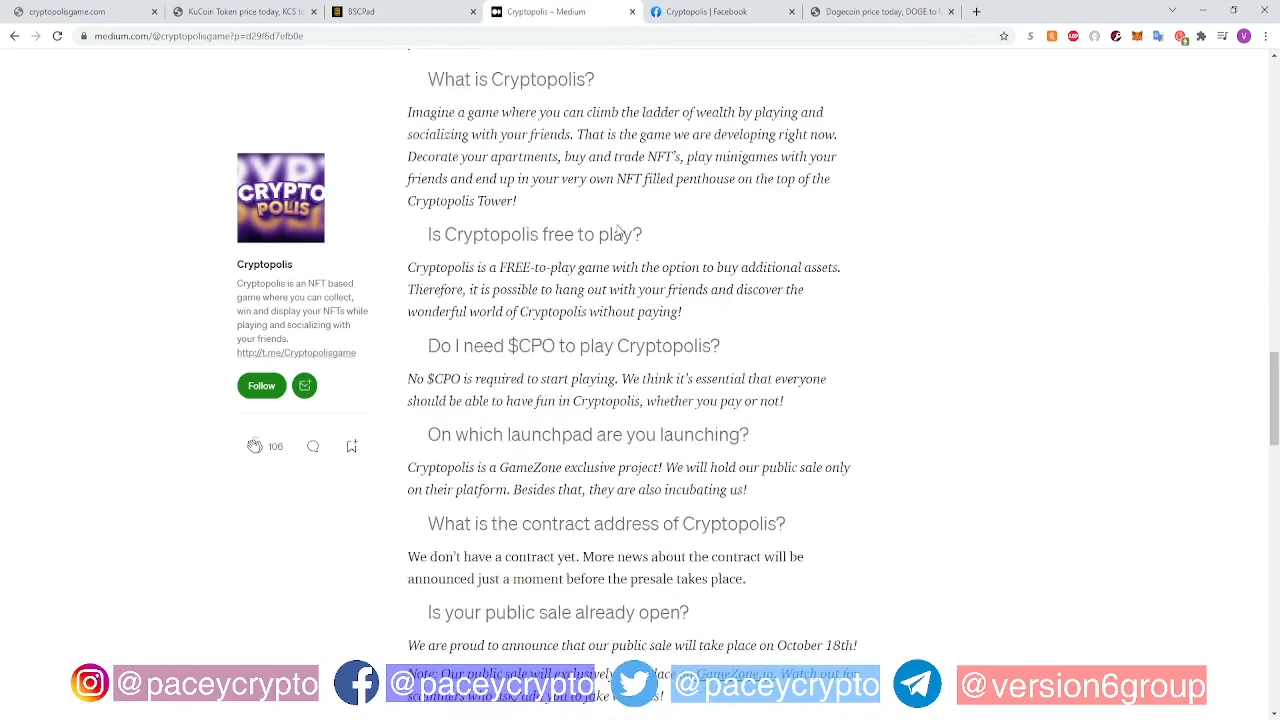 cryptopolisgame.com
KuCoin Token price today, KCS to
BSCPad
Cryptopolis – Medium
Cryptopolis | Facebook
Dogecoin price today, DOGE to U
medium.com/@cryptopolisgame?p=d29f6d7efb0e
What is Cryptopolis?
Imagine a game where you can climb the ladder of wealth by playing and
socializing with your friends. That is the game we are developing right now.
Decorate your apartments, buy and trade NFT's, play minigames with your
friends and end up in your very own NFT filled penthouse on the top of the
Cryptopolis Tower!
Is Cryptopolis free to play?
Cryptopolis is a FREE-to-play game with the option to buy additional assets.
Therefore, it is possible to hang out with your friends and discover the
wonderful world of Cryptopolis without paying!
Do I need $CPO to play Cryptopolis?
No $CPO is required to start playing. We think it's essential that everyone
should be able to have fun in Cryptopolis, whether you pay or not!
On which launchpad are you launching?
Cryptopolis is a GameZone exclusive project! We will hold our public sale only
on their platform. Besides that, they are also incubating us!
What is the contract address of Cryptopolis?
We don't have a contract yet. More news about the contract will be
announced just a moment before the presale takes place.
Is your public sale already open?
We are proud to announce that our public sale will take place on October 18th!
Note: Our public sale will exclusively GameZone.io. Watch out for
CRYPTO
POLIS
Cryptopolis
Cryptopolis is an NFT based
game where you can collect,
win and display your NFTs while
playing and socializing with
your friends.
http://t.me/Cryptopolisgame
Follow
106
@paceycrypto
@paceycrypto
@paceycrypto
@version6group